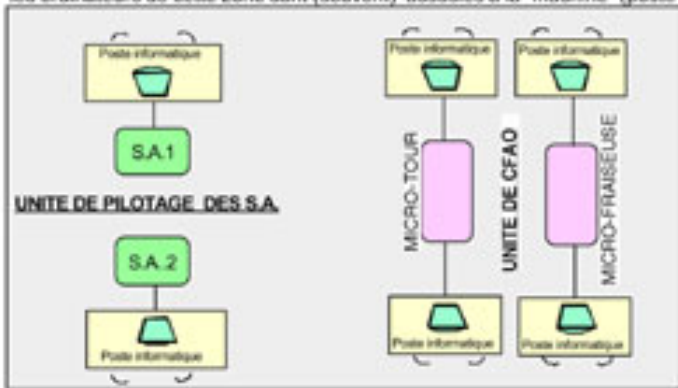 Poste informatique
Poste informatique
Poste informatique
S.A.1
MICRO-TOUR
UNITE DE CFAO
MICRO-FRAISEUSE
UNITE DE PILOTAGE DES S.A.
S.A..2
Poste informatique
Poste informatique
Poste informatique